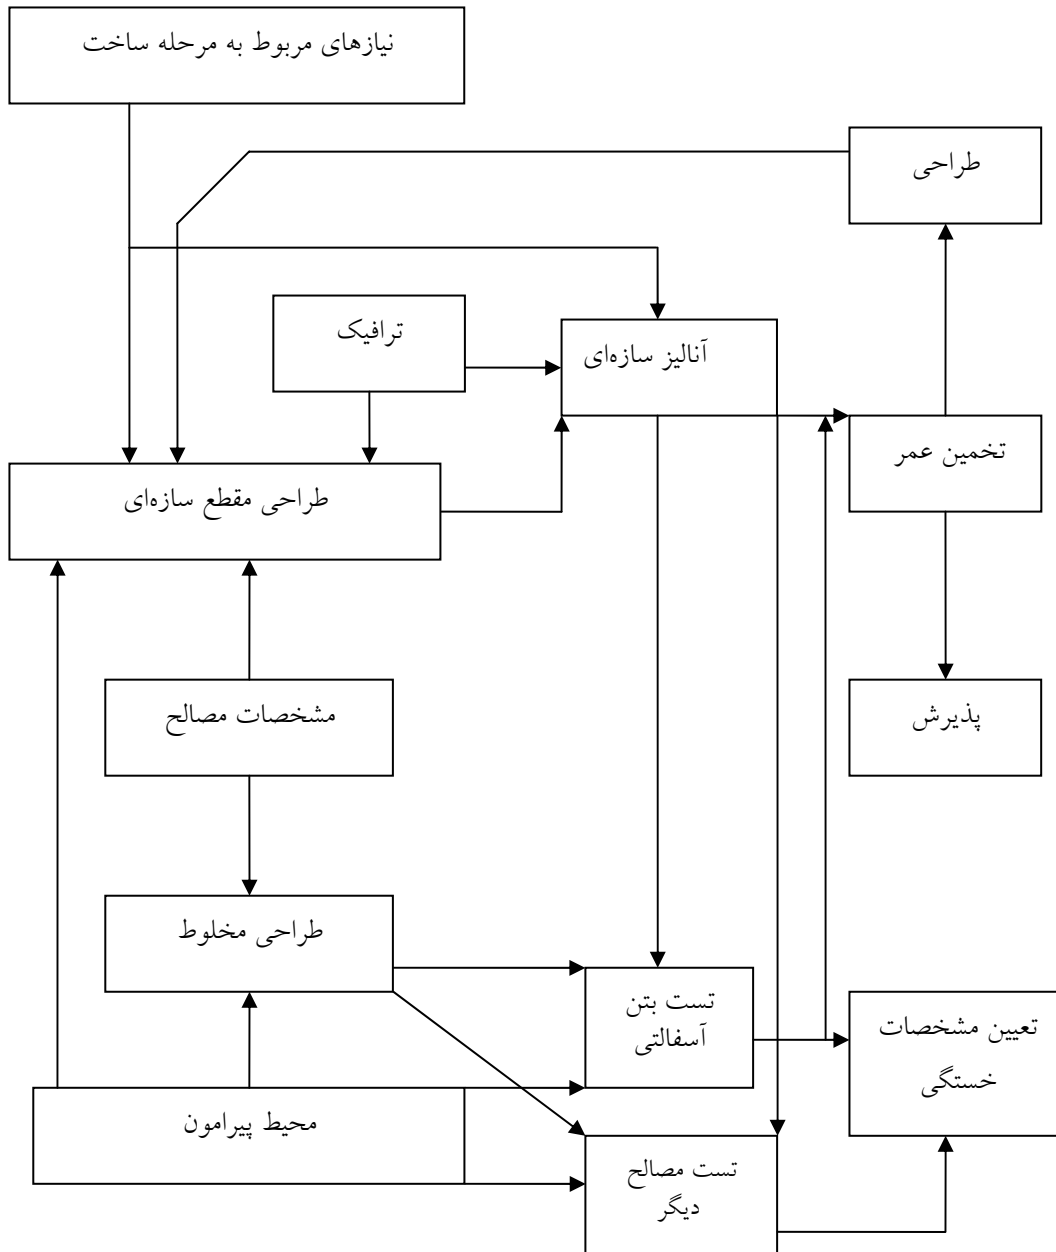 نیازهای مربوط به مرحله ساخت
طراحی
ترافیک
آنالیز سازه‌ای
تخمین عمر
طراحی مقطع سازه‌ای
مشخصات مصالح
پذیرش
طراحی مخلوط
تست بتن
آسفالتی
تعیین مشخصات
خستگی
محیط پیرامون
تست مصالح
دیگر